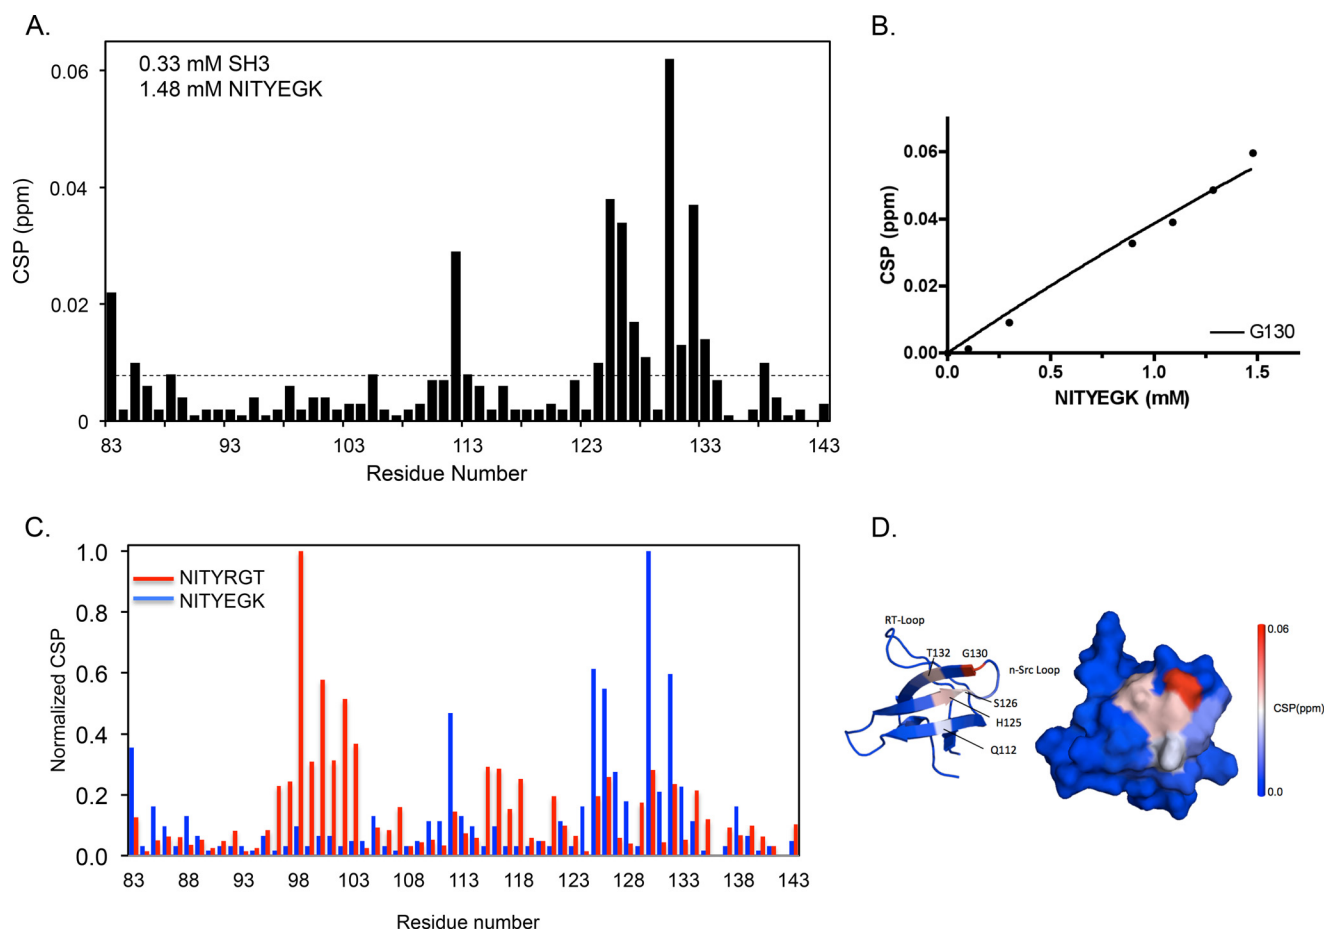 A.
0.33 mM SH3
1.48 mM NITYEGK
0.06
0.04
0.02
0
CSP (ppm)
83 93 103 113 123 133 143
Residue Number
B.
0.06
0.04
0.02
0.00
CSP (ppm)
G130
0.0 0.5 1.0 1.5
NITYEGK (mM)
C.
1.0
0.8
0.6
0.4
0.2
0.0
Normalized CSP
NITYRGT
NITYEGK
83 88 93 98 103 108 113 118 123 128 133 138 143
Residue number
D.
RT-Loop
T132 G130
n-Src Loop
S126
H125
Q112
0.06
CSP(ppm)
0.0